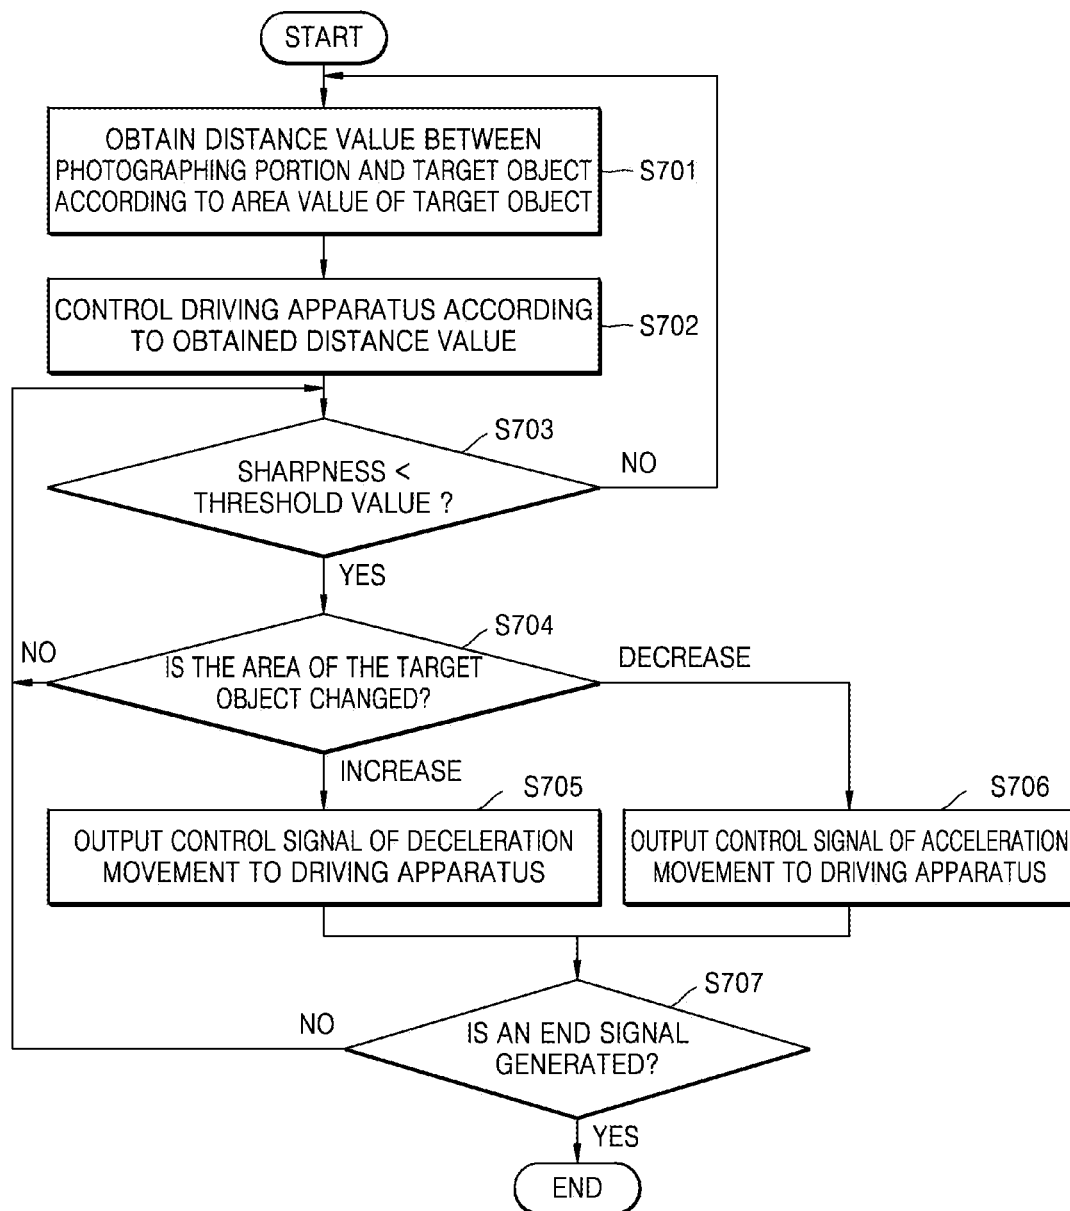 START
OBTAIN DISTANCE VALUE BETWEEN
PHOTOGRAPHING PORTION AND TARGET OBJECT
ACCORDING TO AREA VALUE OF TARGET OBJECT
S701
CONTROL DRIVING APPARATUS ACCORDING
TO OBTAINED DISTANCE VALUE
S702
S703
SHARPNESS <
THRESHOLD VALUE ?
NO
YES
S704
NO
IS THE AREA OF THE TARGET
OBJECT CHANGED?
DECREASE
INCREASE
S705
S706
OUTPUT CONTROL SIGNAL OF DECELERATION
MOVEMENT TO DRIVING APPARATUS
OUTPUT CONTROL SIGNAL OF ACCELERATION
MOVEMENT TO DRIVING APPARATUS
S707
NO
IS AN END SIGNAL
GENERATED?
YES
END